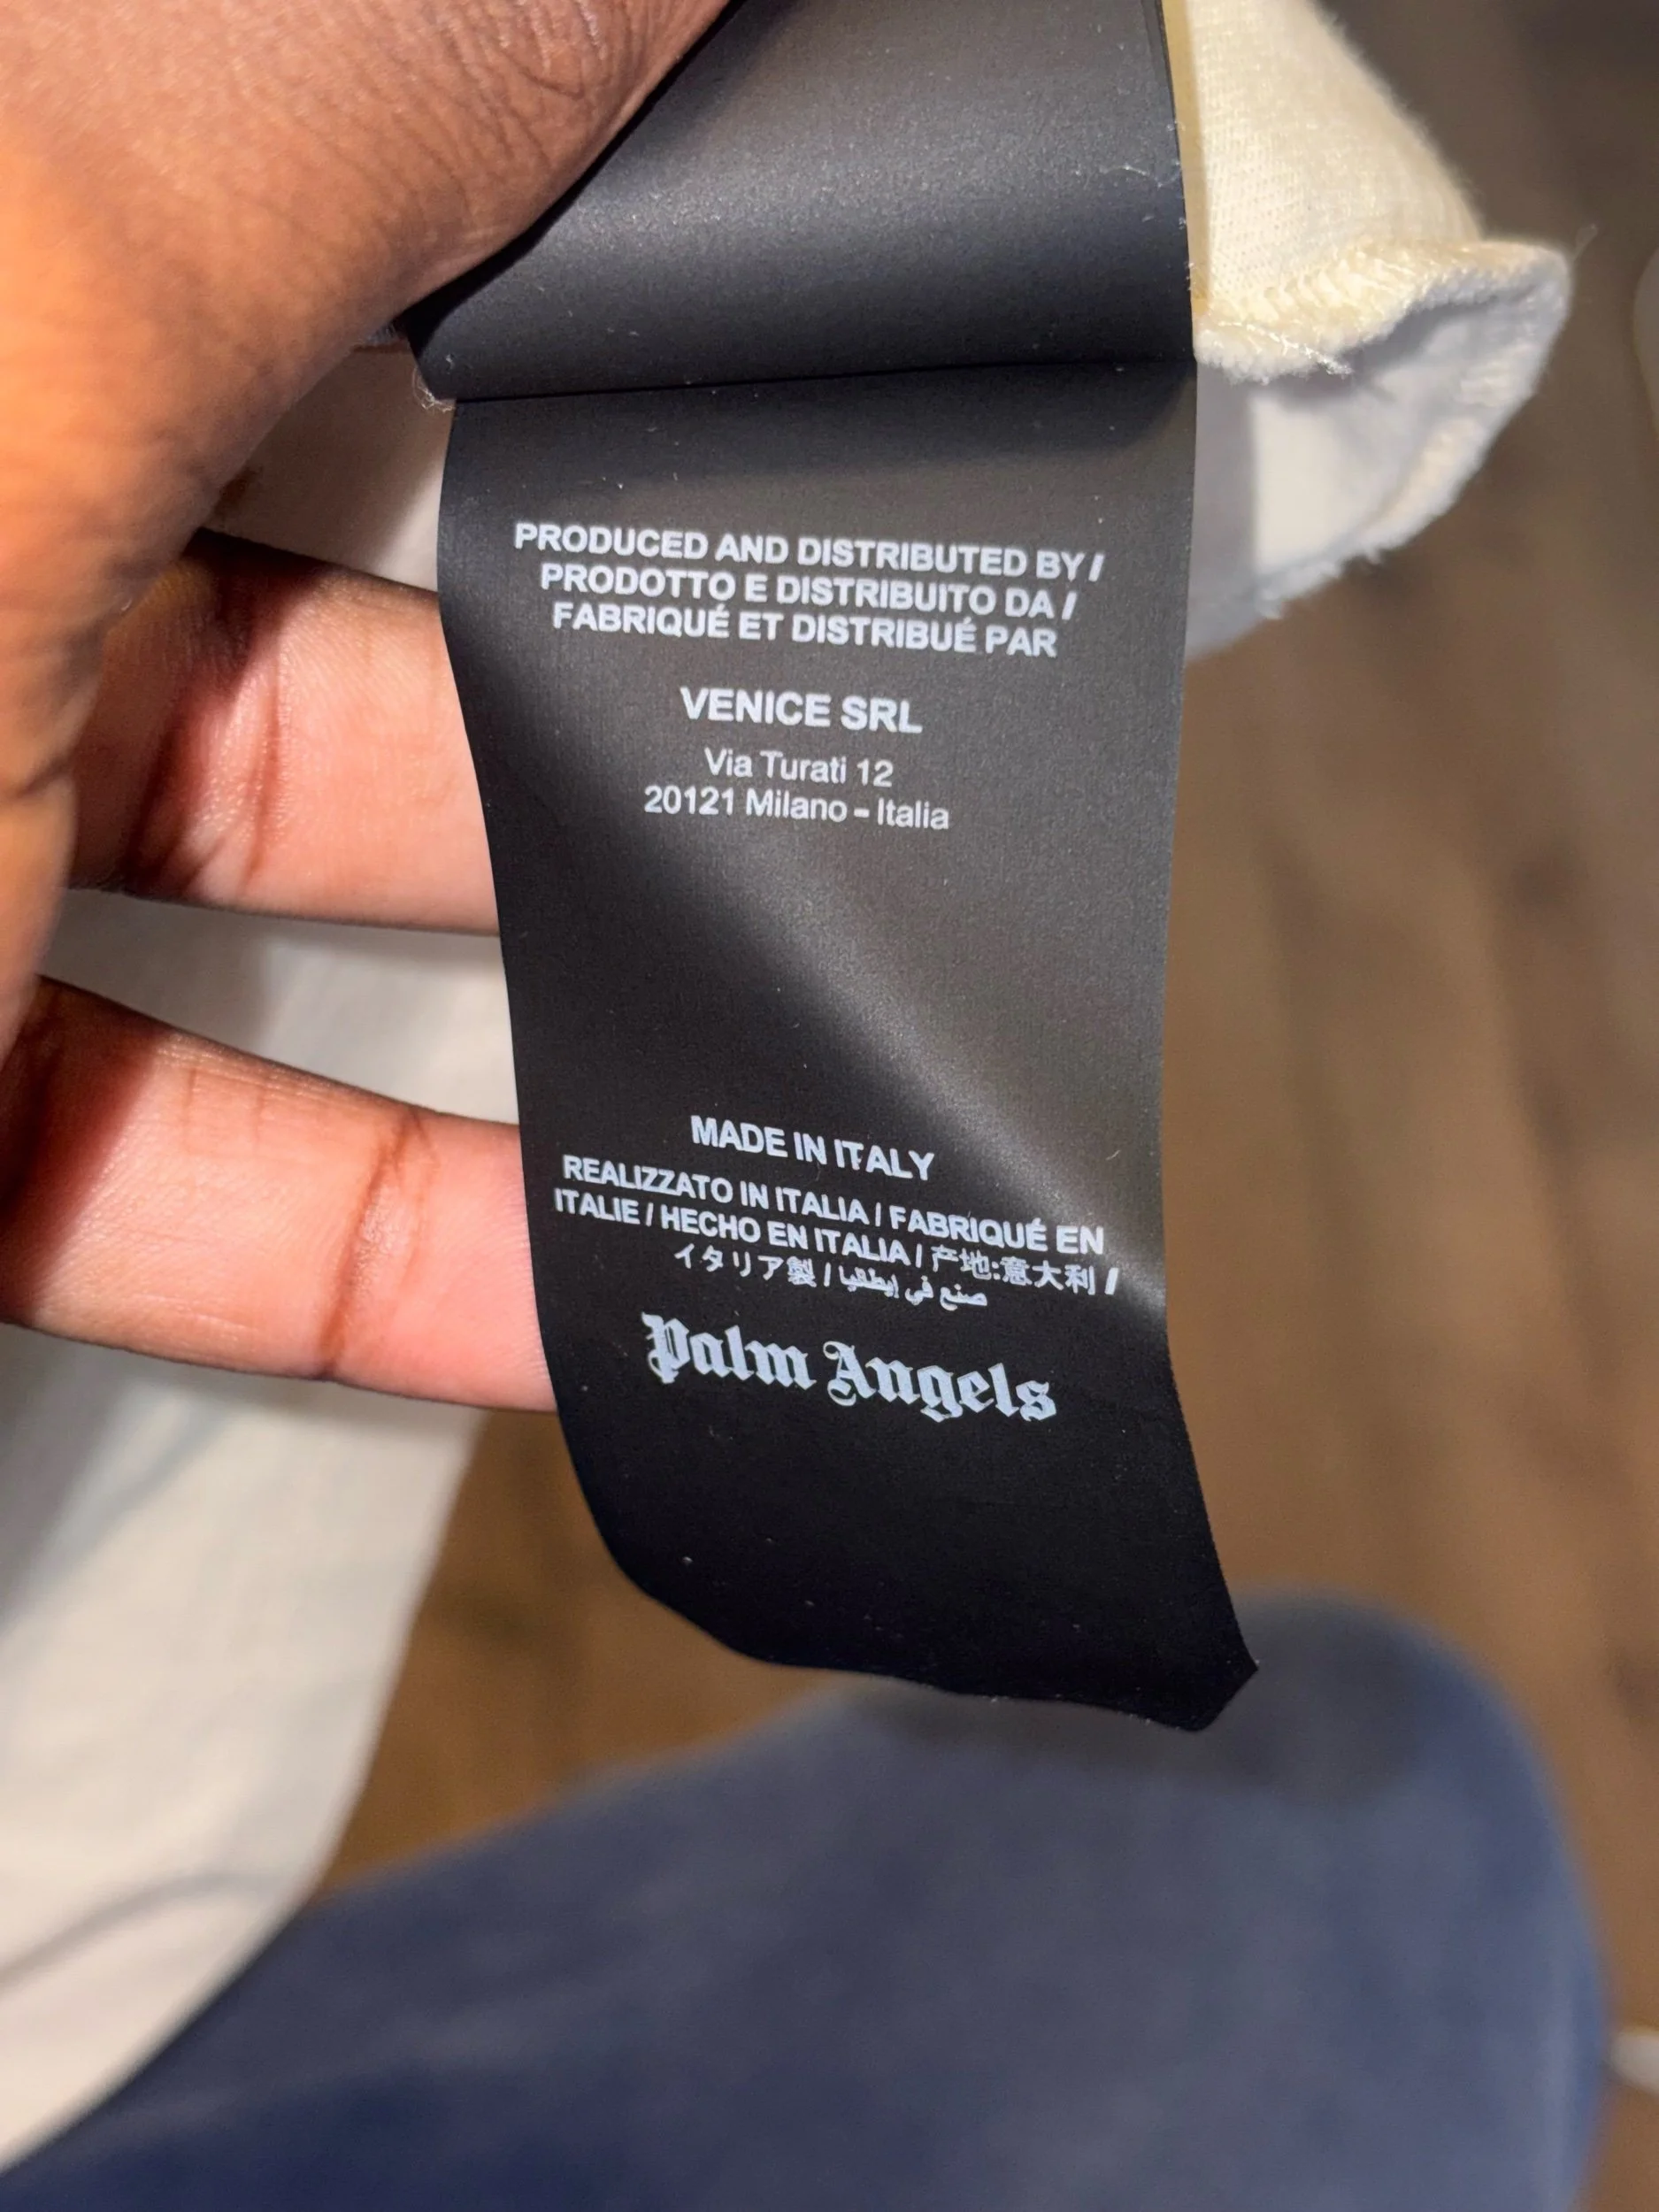 PRODUCED AND DISTRIBUTED BY /
PRODOTTO E DISTRIBUITO DA /
FABRIQUÉ ET DISTRIBUÉ PAR
VENICE SRL
Via Turati 12
20121 Milano - Italia
MADE IN ITALY
REALIZZATO IN ITALIA / FABRIQUÉ EN
ITALIE / HECHO EN ITALIA / 产地:意大利 /
イタリア製 / صنع في إيطاليا
Palm Angels